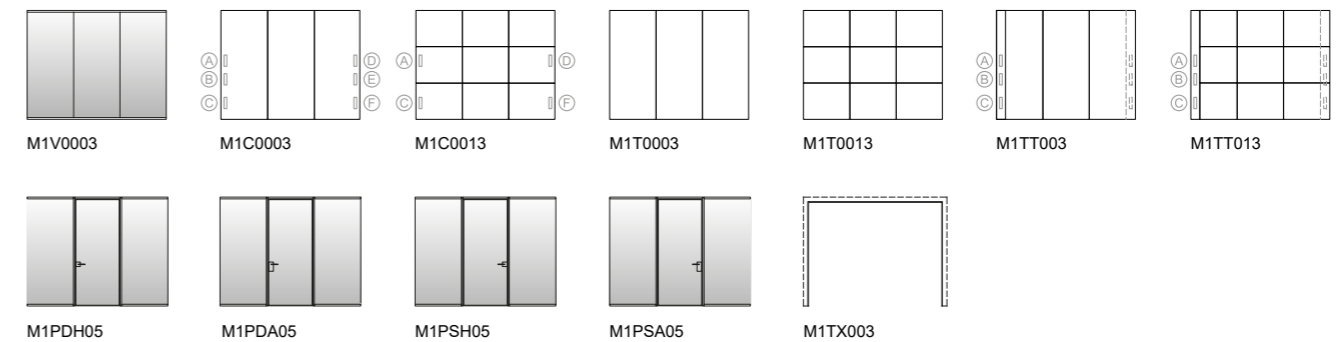 A D A D A A
B E B B
C F C F C C
M1V0003 M1C0003 M1C0013 M1T0003 M1T0013 M1TT003 M1TT013
M1PDH05 M1PDA05 M1PSH05 M1PSA05 M1TX003